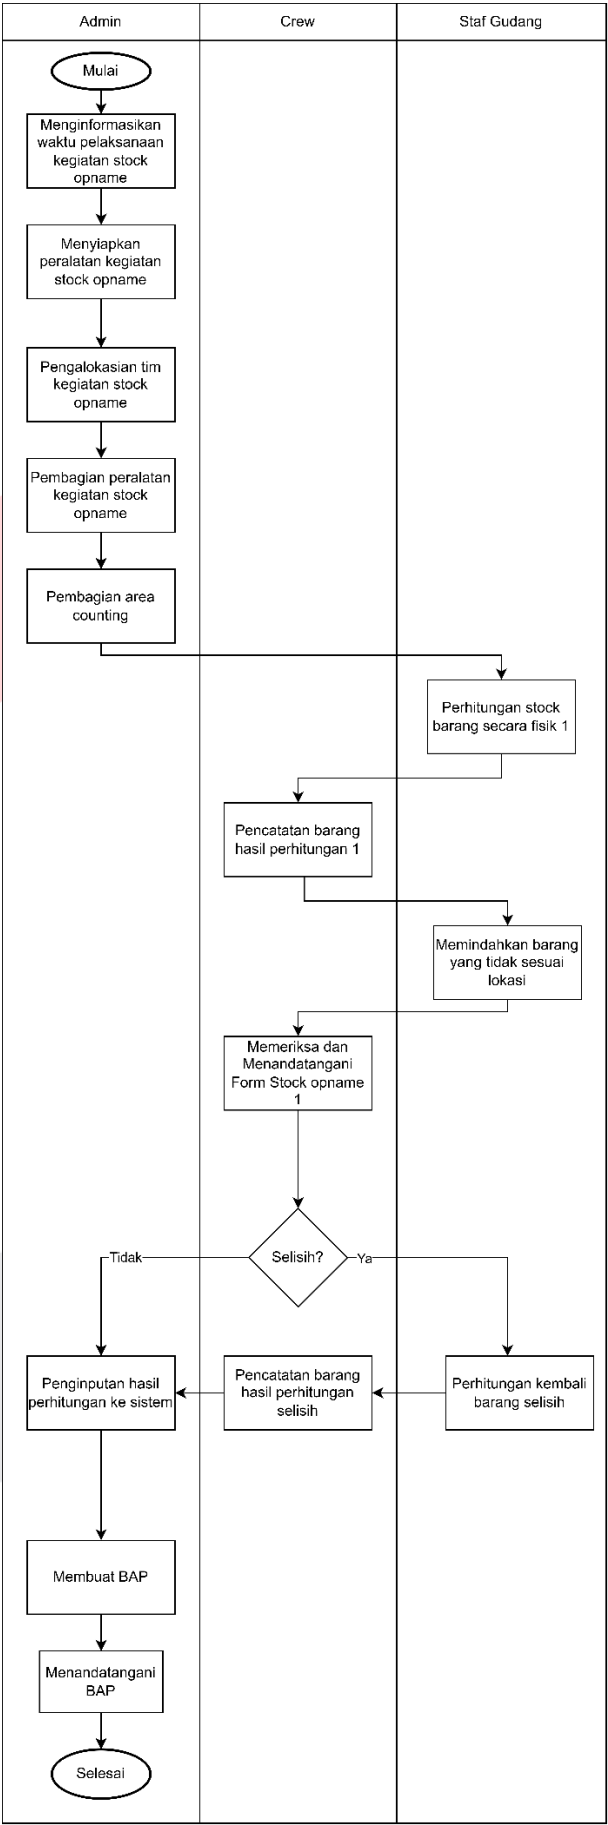 Admin
Crew
Staf Gudang
Mulai
Menginformasikan
waktu pelaksanaan
kegiatan stock
opname
Menyiapkan
peralatan kegiatan
stock opname
Pengalokasian tim
kegiatan stock
opname
Pembagian peralatan
kegiatan stock
opname
Pembagian area
counting
Perhitungan stock
barang secara fisik 1
Pencatatan barang
hasil perhitungan 1
Memindahkan barang
yang tidak sesuai
lokasi
Memeriksa dan
Menandatangani
Form Stock opname
1
Selisih?
Tidak
Ya
Penginputan hasil
perhitungan ke sistem
Pencatatan barang
hasil perhitungan
selisih
Perhitungan kembali
barang selisih
Membuat BAP
Menandatangani
BAP
Selesai